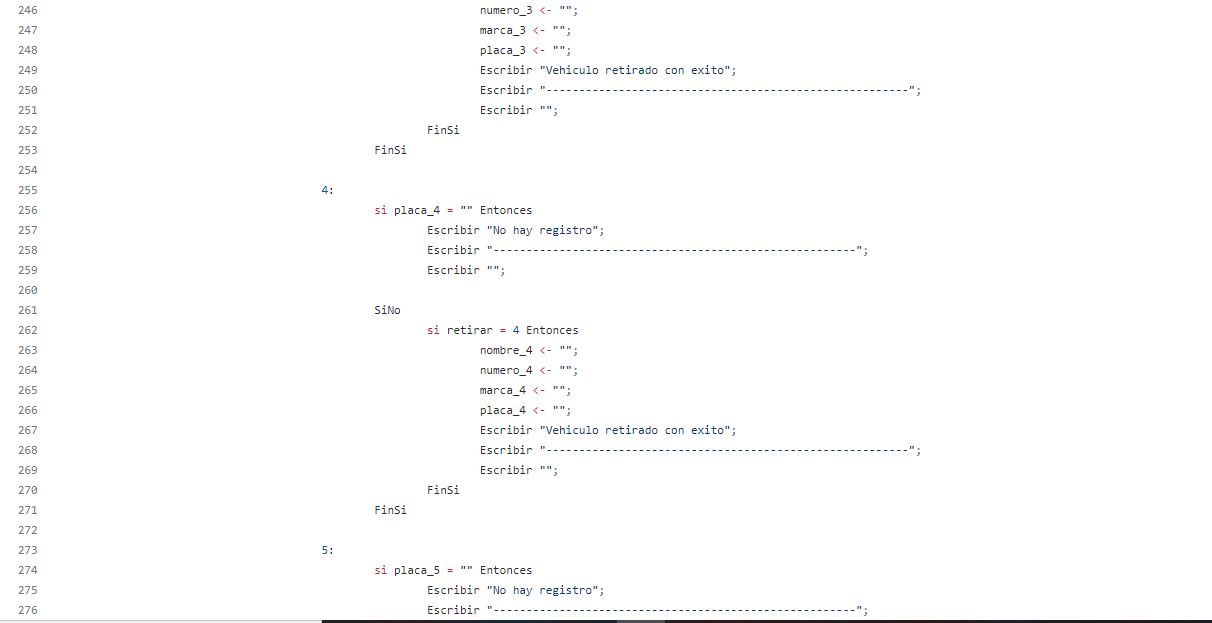 246 numero_3 <- "";
247 marca_3 <- "";
248 placa_3 <- "";
249 Escribir "Vehiculo retirado con exito";
250 Escribir "-------------------------------------------------------";
251 Escribir "";
252 FinSi
253 FinSi
254
255 4:
256 si placa_4 = "" Entonces
257 Escribir "No hay registro";
258 Escribir "-------------------------------------------------------";
259 Escribir "";
260
261 SiNo
262 si retirar = 4 Entonces
263 nombre_4 <- "";
264 numero_4 <- "";
265 marca_4 <- "";
266 placa_4 <- "";
267 Escribir "Vehiculo retirado con exito";
268 Escribir "-------------------------------------------------------";
269 Escribir "";
270 FinSi
271 FinSi
272
273 5:
274 si placa_5 = "" Entonces
275 Escribir "No hay registro";
276 Escribir "-------------------------------------------------------";